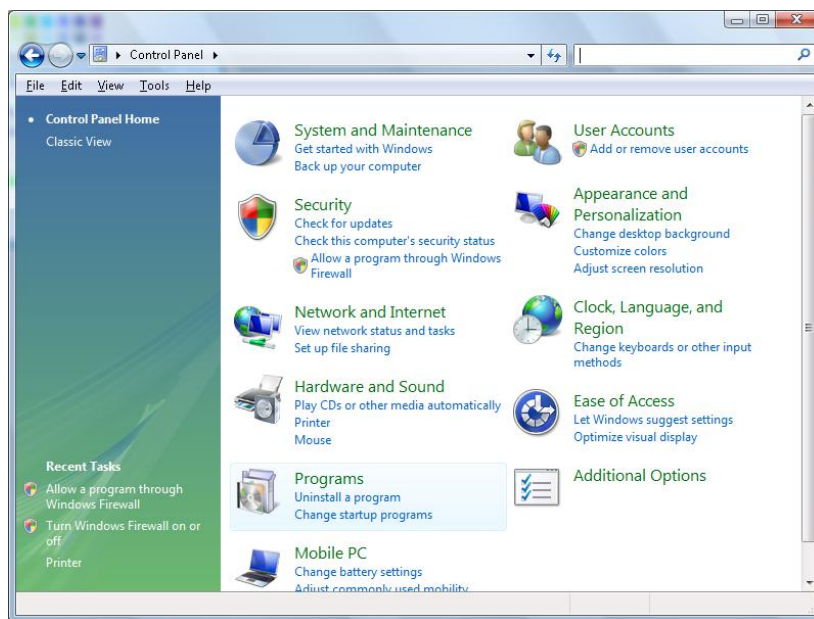 Control Panel
File Edit View Tools Help
Control Panel Home
Classic View
Recent Tasks
Allow a program through
Windows Firewall
Turn Windows Firewall on or
off
Printer
System and Maintenance
Get started with Windows
Back up your computer
Security
Check for updates
Check this computer's security status
Allow a program through Windows
Firewall
Network and Internet
View network status and tasks
Set up file sharing
Hardware and Sound
Play CDs or other media automatically
Printer
Mouse
Programs
Uninstall a program
Change startup programs
Mobile PC
Change battery settings
Adjust commonly used mobility
User Accounts
Add or remove user accounts
Appearance and
Personalization
Change desktop background
Customize colors
Adjust screen resolution
Clock, Language, and
Region
Change keyboards or other input
methods
Ease of Access
Let Windows suggest settings
Optimize visual display
Additional Options